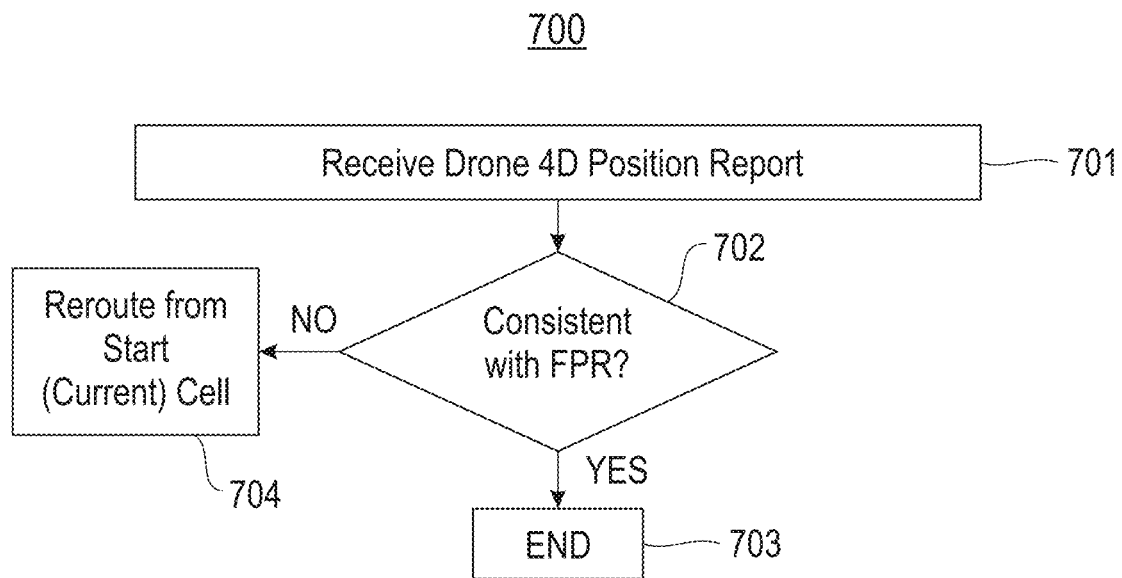 700
Receive Drone 4D Position Report
701
702
Consistent
with FPR?
NO
Reroute from
Start
(Current) Cell
704
YES
END
703